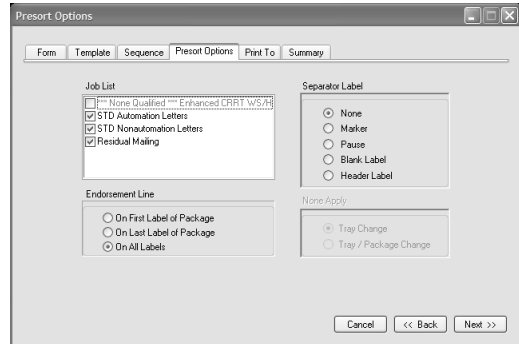 Presort Options
Form Template Sequence Presort Options Print To Summary
Job List
*** None Qualified *** Enhanced CRRT WS/H
STD Automation Letters
STD Nonautomation Letters
Residual Mailing
Endorsement Line
On First Label of Package
On Last Label of Package
On All Labels
Separator Label
None
Marker
Pause
Blank Label
Header Label
None Apply
Tray Change
Tray / Package Change
Cancel << Back Next >>